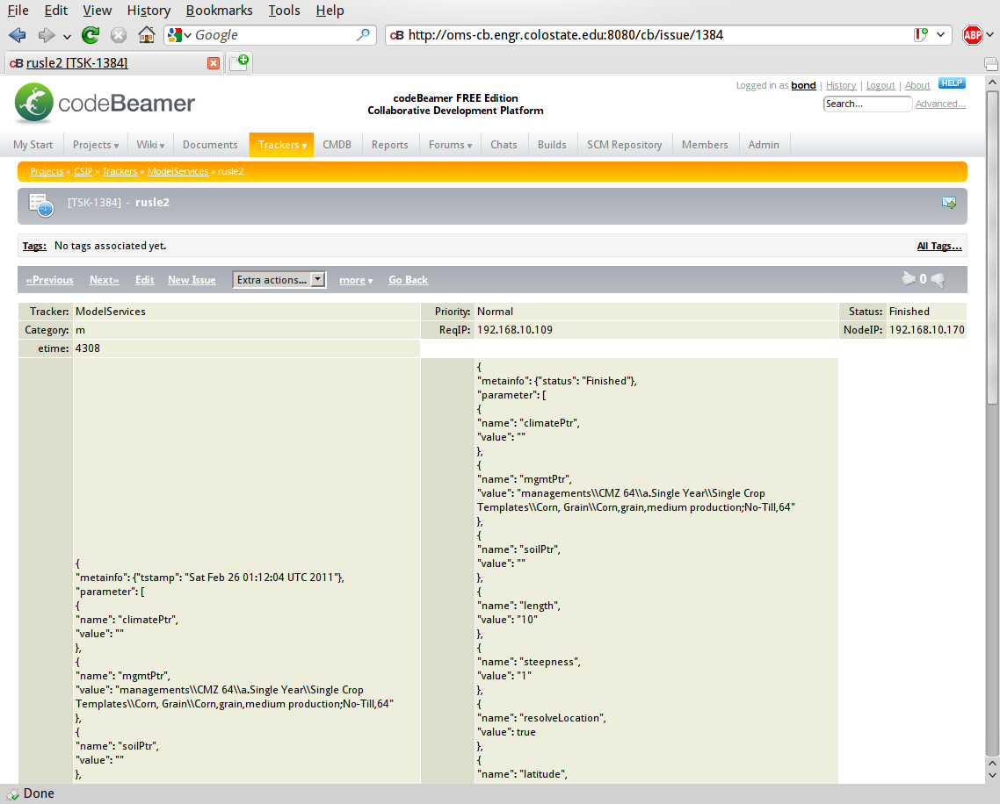 File Edit View History Bookmarks Tools Help
Google
cB http://oms-cb.engr.colostate.edu:8080/cb/issue/1384
ABP
cB rusle2 [TSK-1384]
codeBeamer
codeBeamer FREE Edition
Collaborative Development Platform
Logged in as bond | History | Logout | About HELP
Search... Advanced...
My Start Projects Wiki Documents Trackers CMDB Reports Forums Chats Builds SCM Repository Members Admin
Projects » CSIP » Trackers » ModelServices » rusle2
[TSK-1384] - rusle2
Tags: No tags associated yet. All Tags...
«Previous Next» Edit New Issue Extra actions... more Go Back 0
Tracker: ModelServices Priority: Normal Status: Finished
Category: m ReqIP: 192.168.10.109 NodeIP: 192.168.10.170
etime: 4308
{
"metainfo": {"tstamp": "Sat Feb 26 01:12:04 UTC 2011"},
"parameter": [
{
"name": "climatePtr",
"value": ""
},
{
"name": "mgmtPtr",
"value": "managements\\CMZ 64\\a.Single Year\\Single Crop
Templates\\Corn, Grain\\Corn,grain,medium production;No-Till,64"
},
{
"name": "soilPtr",
"value": ""
},
{
"metainfo": {"status": "Finished"},
"parameter": [
{
"name": "climatePtr",
"value": ""
},
{
"name": "mgmtPtr",
"value": "managements\\CMZ 64\\a.Single Year\\Single Crop
Templates\\Corn, Grain\\Corn,grain,medium production;No-Till,64"
},
{
"name": "soilPtr",
"value": ""
},
{
"name": "length",
"value": "10"
},
{
"name": "steepness",
"value": "1"
},
{
"name": "resolveLocation",
"value": true
},
{
"name": "latitude",
Done